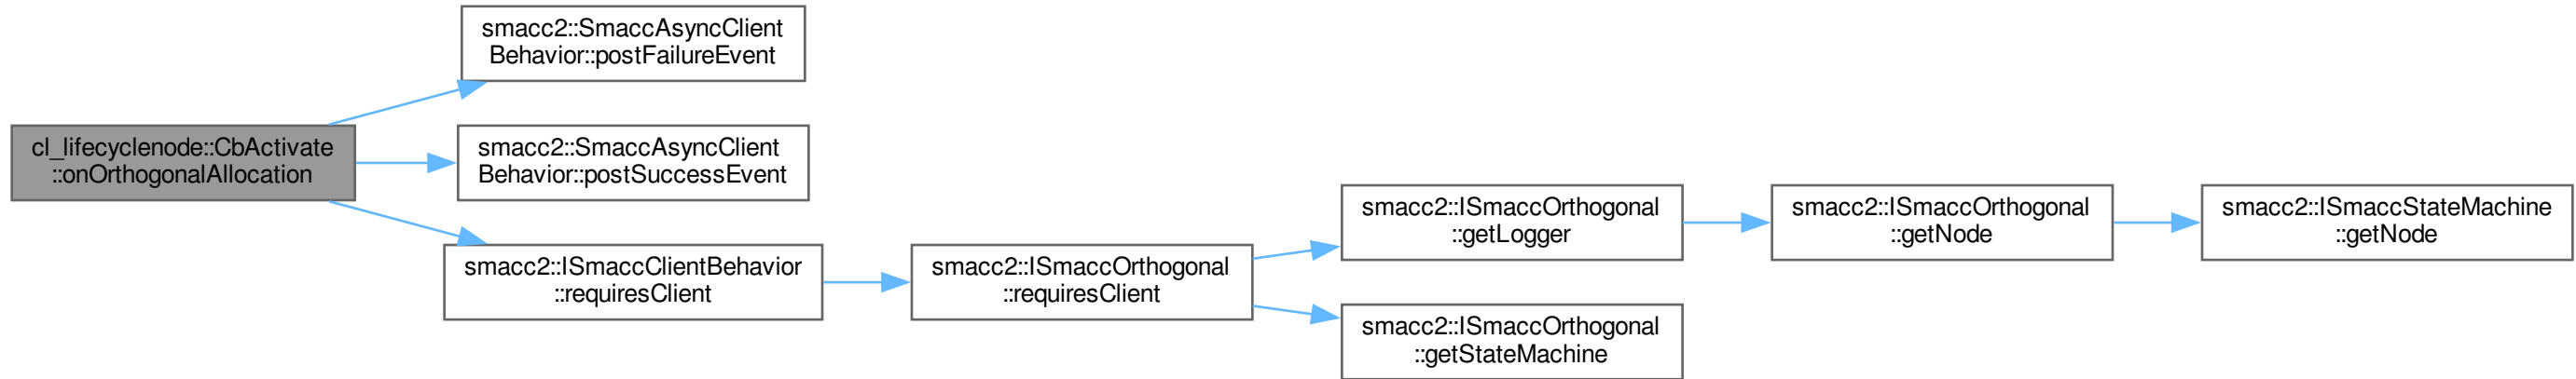 smacc2::SmaccAsyncClient
Behavior::postFailureEvent
cl_lifecyclenode::CbActivate
::onOrthogonalAllocation
smacc2::SmaccAsyncClient
Behavior::postSuccessEvent
smacc2::ISmaccClientBehavior
::requiresClient
smacc2::ISmaccOrthogonal
::requiresClient
smacc2::ISmaccOrthogonal
::getLogger
smacc2::ISmaccOrthogonal
::getNode
smacc2::ISmaccStateMachine
::getNode
smacc2::ISmaccOrthogonal
::getStateMachine